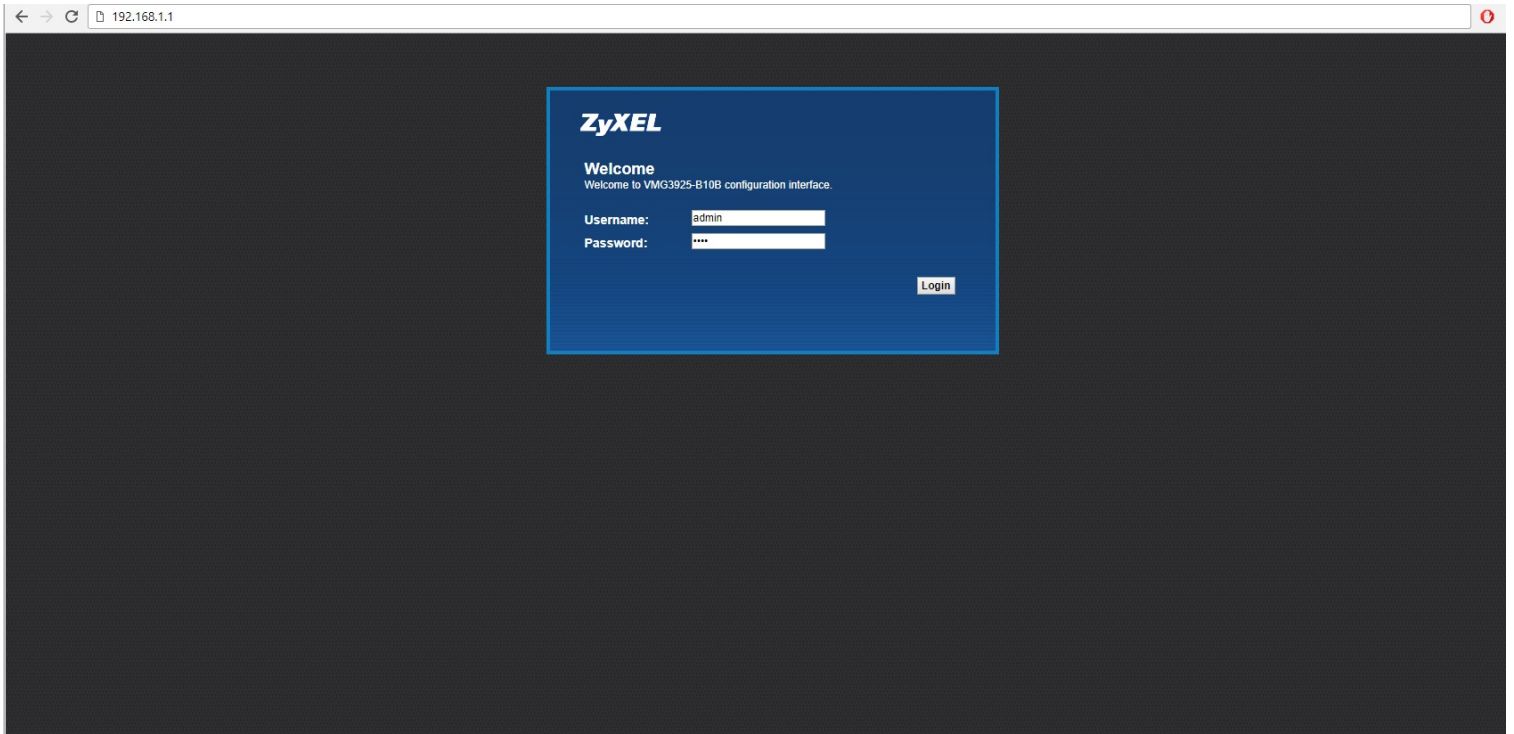 192.168.1.1
ZyXEL
Welcome
Welcome to VMG3925-B10B configuration interface.
Username: admin
Password: ••••
Login